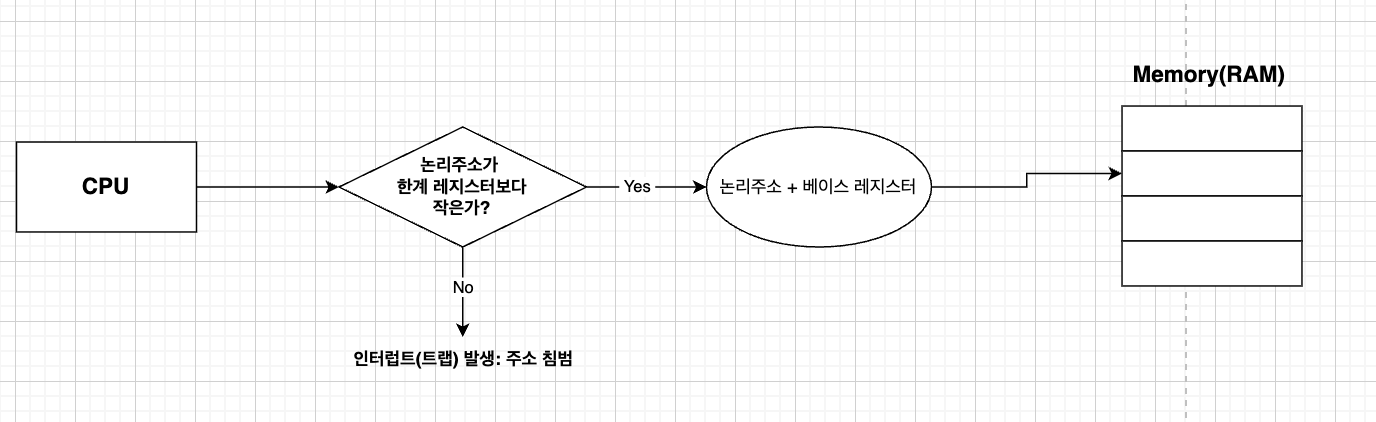 Memory(RAM)
CPU
논리주소가
한계 레지스터보다
작은가?
Yes
논리주소 + 베이스 레지스터
No
인터럽트(트랩) 발생: 주소 침범